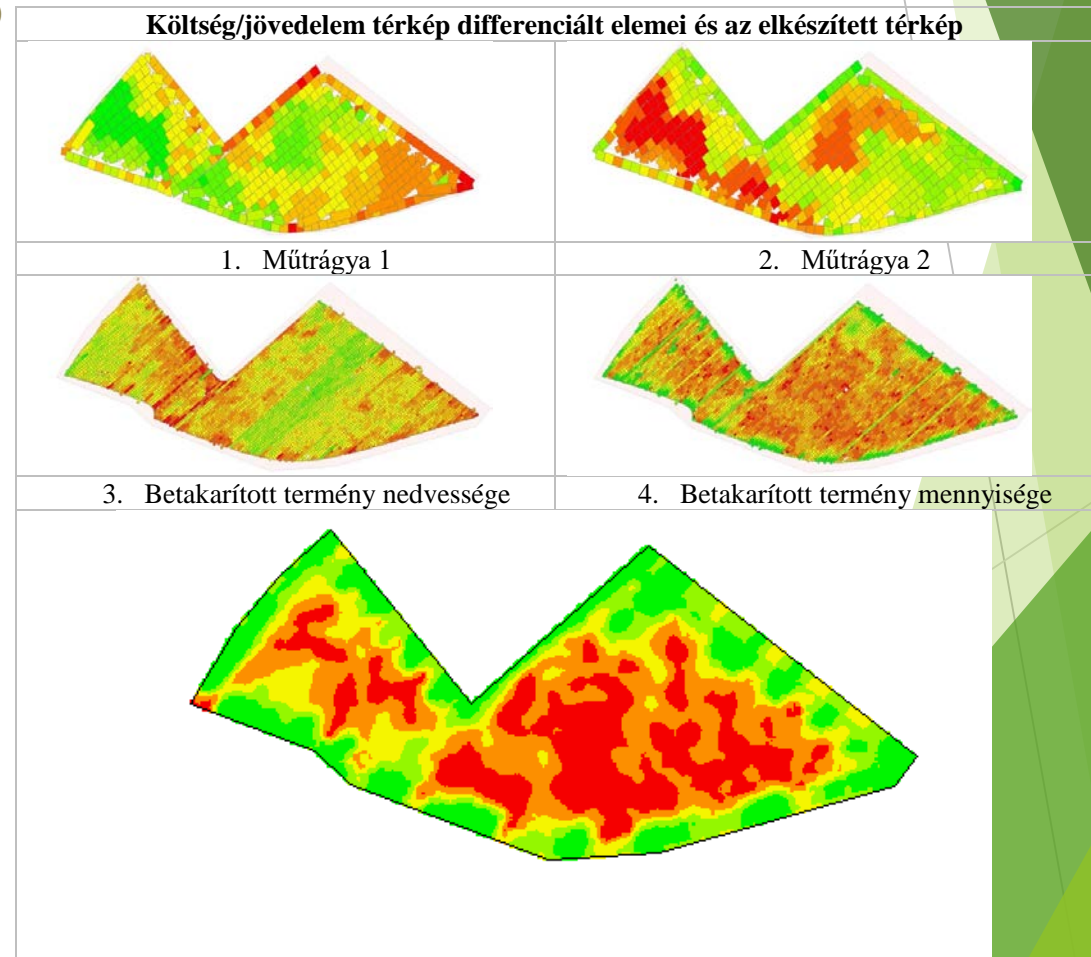 Költség/jövedelem térkép differenciált elemei és az elkészített térkép
1. Műtrágya 1
2. Műtrágya 2
3. Betakarított termény nedvessége
4. Betakarított termény mennyisége